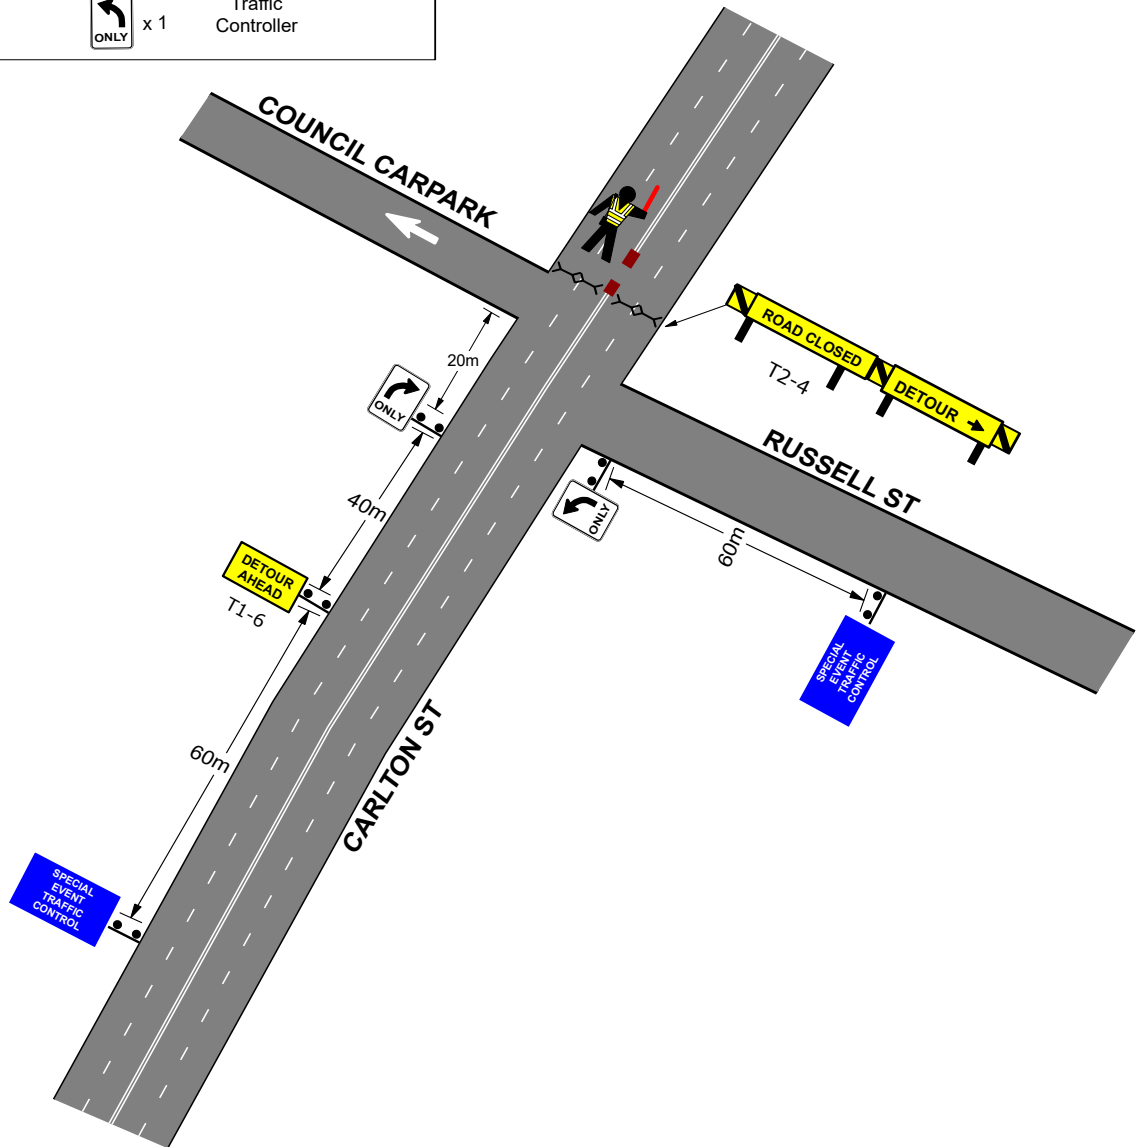 Traffic
Controller
x 1
ONLY
COUNCIL CARPARK
20m
ONLY
ROAD CLOSED
DETOUR
T2-4
RUSSELL ST
40m
ONLY
60m
DETOUR
AHEAD
T1-6
SPECIAL
EVENT
TRAFFIC
CONTROL
CARLTON ST
60m
SPECIAL
EVENT
TRAFFIC
CONTROL